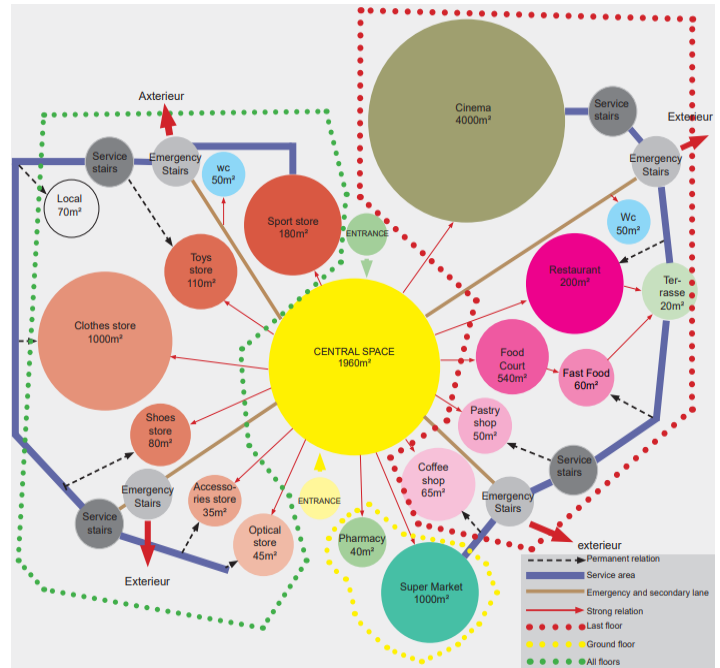 Cinema
4000m²
Service
stairs
Exterieur
Emergency
Stairs
Axterieur
Service
stairs
Emergency
Stairs
wc
50m²
Local
70m²
Sport store
180m²
ENTRANCE
Wc
50m²
Toys
store
110m²
Restaurant
200m²
Ter-
rasse
20m²
Clothes store
1000m²
CENTRAL SPACE
1960m²
Food
Court
540m²
Fast Food
60m²
Shoes
store
80m²
Pastry
shop
50m²
Coffee
shop
65m²
Service
stairs
Emergency
Stairs
Accesso-
ries store
35m²
ENTRANCE
Emergency
Stairs
Service
stairs
Optical
store
45m²
Pharmacy
40m²
exterieur
Exterieur
Super Market
1000m²
Permanent relation
Service area
Emergency and secondary lane
Strong relation
Last floor
Ground floor
All floors